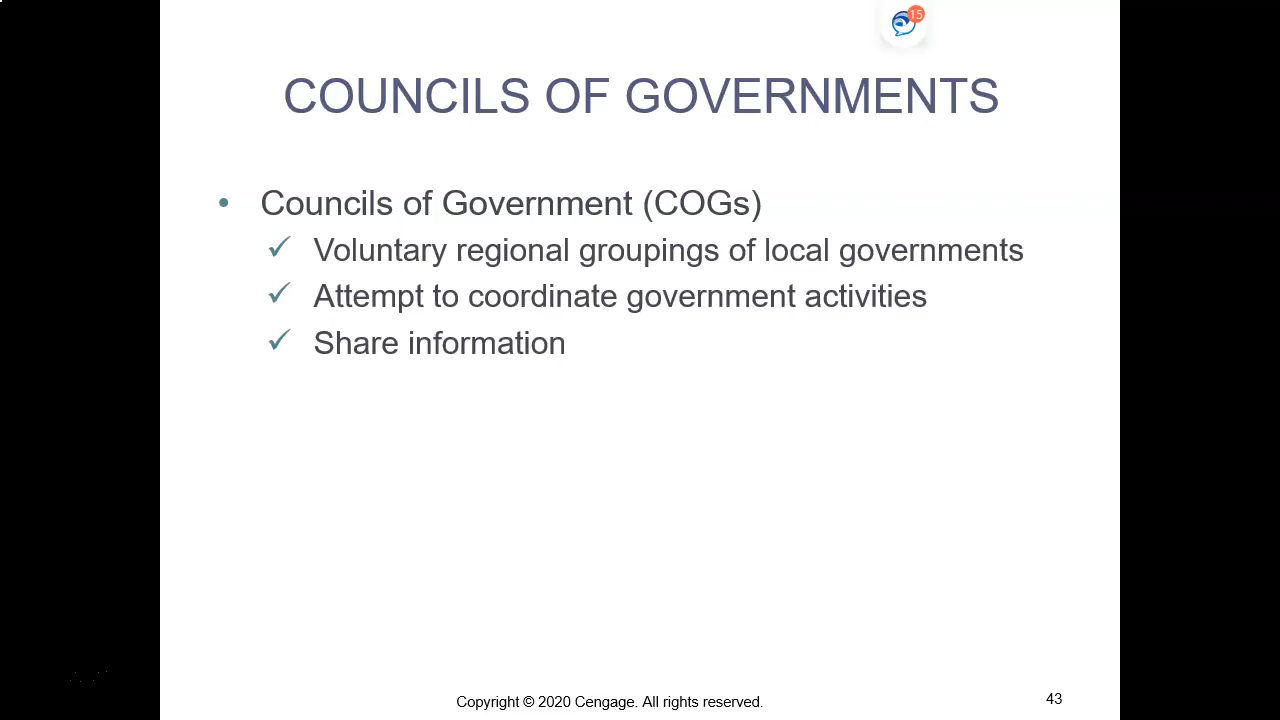 15
COUNCILS OF GOVERNMENTS
• Councils of Government (COGs)
✓ Voluntary regional groupings of local governments
✓ Attempt to coordinate government activities
✓ Share information
Copyright © 2020 Cengage. All rights reserved.
43